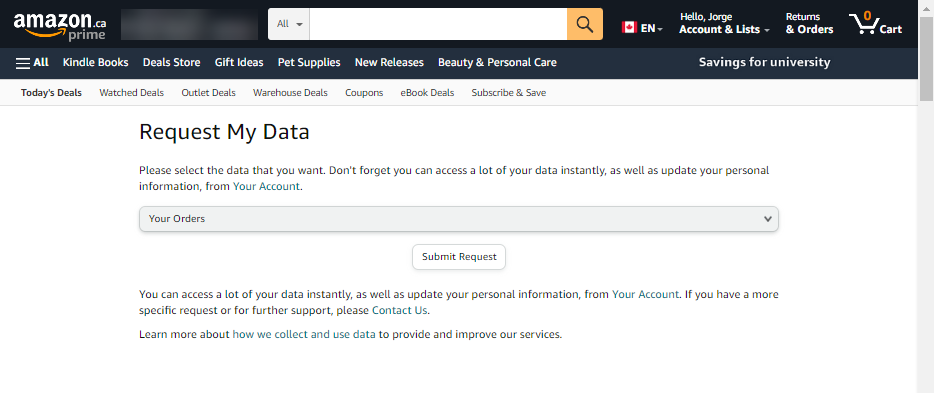 amazon.ca
prime
All
EN
Hello, Jorge
Account & Lists
Returns
& Orders
0
Cart
All Kindle Books Deals Store Gift Ideas Pet Supplies New Releases Beauty & Personal Care Savings for university
Today's Deals Watched Deals Outlet Deals Warehouse Deals Coupons eBook Deals Subscribe & Save
Request My Data
Please select the data that you want. Don't forget you can access a lot of your data instantly, as well as update your personal
information, from Your Account.
Your Orders
Submit Request
You can access a lot of your data instantly, as well as update your personal information, from Your Account. If you have a more
specific request or for further support, please Contact Us.
Learn more about how we collect and use data to provide and improve our services.